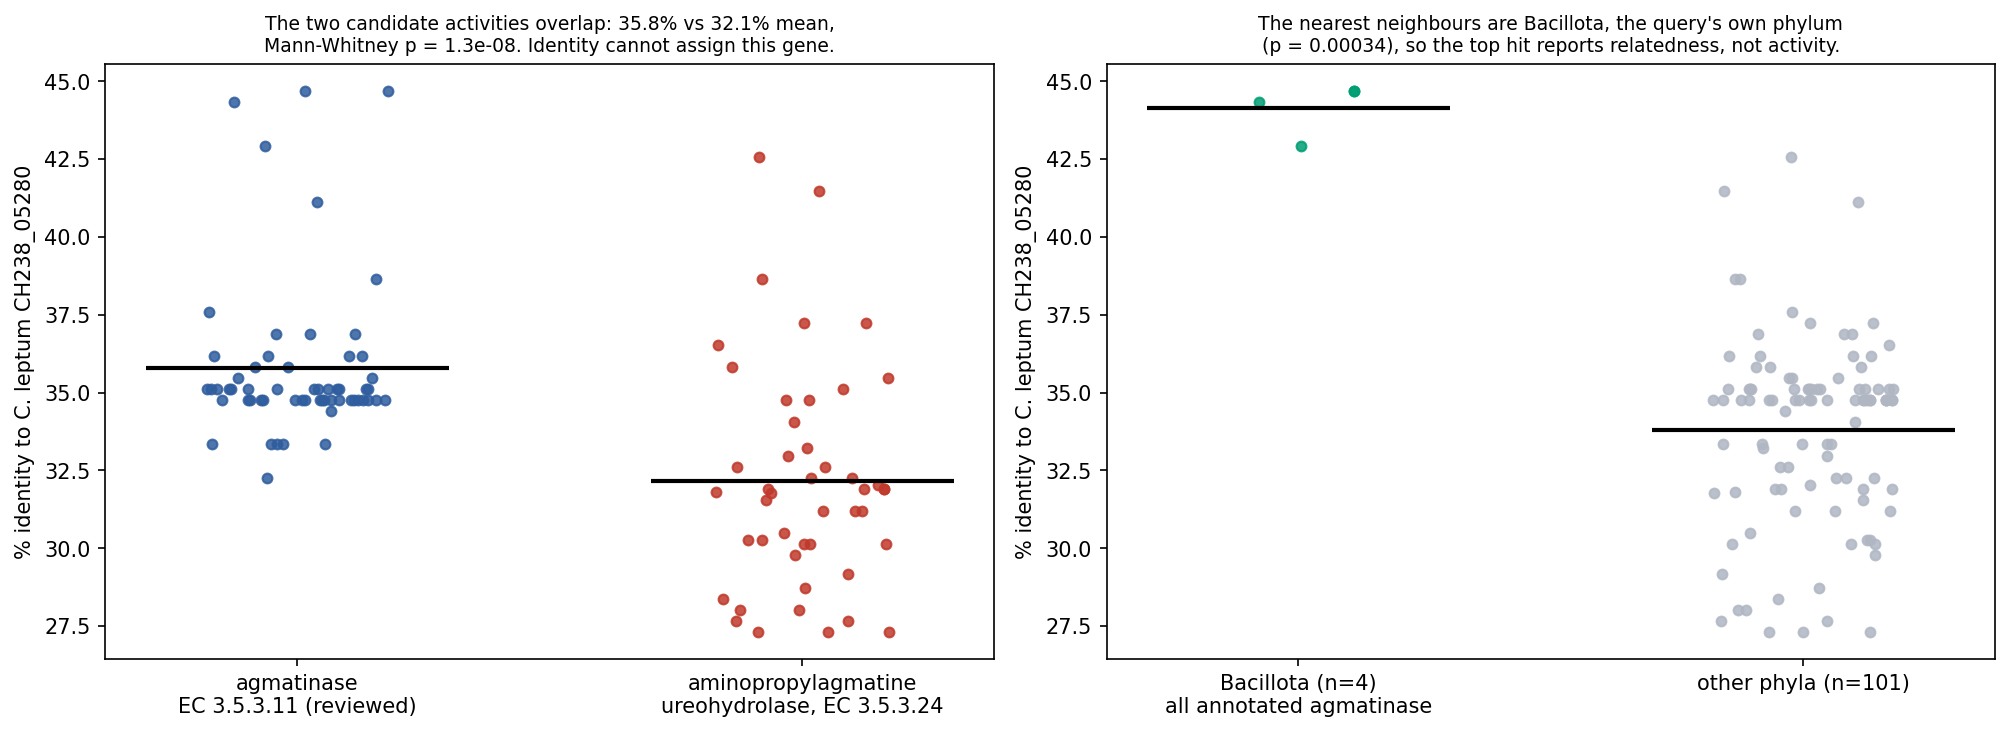 The two candidate activities overlap: 35.8% vs 32.1% mean,
Mann-Whitney p = 1.3e-08. Identity cannot assign this gene.
% identity to C. leptum CH238_05280
45.0
42.5
40.0
37.5
35.0
32.5
30.0
27.5
agmatinase
EC 3.5.3.11 (reviewed)
aminopropylagmatine
ureohydrolase, EC 3.5.3.24
The nearest neighbours are Bacillota, the query's own phylum
(p = 0.00034), so the top hit reports relatedness, not activity.
% identity to C. leptum CH238_05280
45.0
42.5
40.0
37.5
35.0
32.5
30.0
27.5
Bacillota (n=4)
all annotated agmatinase
other phyla (n=101)